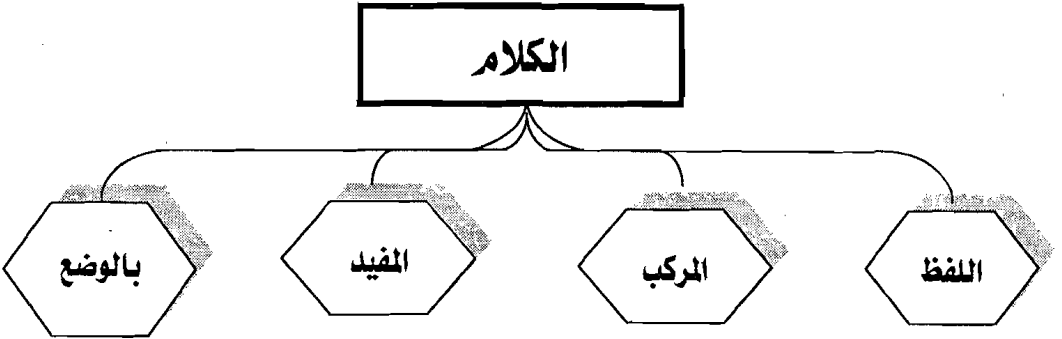 الكلام
اللفظ
المركب
المفيد
بالوضع